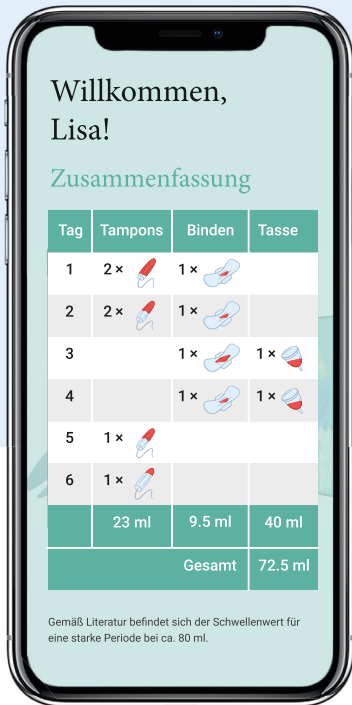 Willkommen,
Lisa!
Zusammenfassung
Tag Tampons Binden Tasse
1 2 × 1 ×
2 2 × 1 ×
3 1 × 1 ×
4 1 × 1 ×
5 1 ×
6 1 ×
23 ml 9.5 ml 40 ml
Gesamt 72.5 ml
Gemäß Literatur befindet sich der Schwellenwert für
eine starke Periode bei ca. 80 ml.